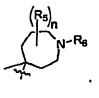 (R5)n
N-R6
.